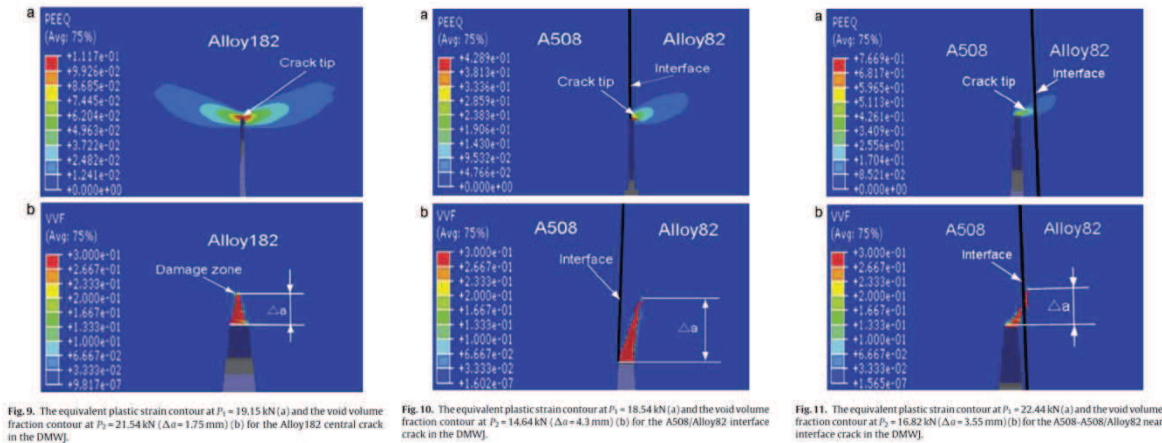 a
PEEQ
(Avg: 75%)
+1.117e-01
+9.926e-02
+8.685e-02
+7.445e-02
+6.204e-02
+4.963e-02
+3.722e-02
+2.482e-02
+1.241e-02
+0.000e+00
Alloy182
Crack tip
b
VVF
(Avg: 75%)
+3.000e-01
+2.667e-01
+2.333e-01
+2.000e-01
+1.667e-01
+1.333e-01
+1.000e-01
+6.667e-02
+3.333e-02
+9.817e-07
Alloy182
Damage zone
△a
Fig. 9. The equivalent plastic strain contour at P₁ = 19.15 kN (a) and the void volume
fraction contour at P₂ = 21.54 kN (Δa = 1.75 mm) (b) for the Alloy182 central crack
in the DMWJ.
a
PEEQ
(Avg: 75%)
+4.289e-01
+3.813e-01
+3.336e-01
+2.859e-01
+2.383e-01
+1.906e-01
+1.430e-01
+9.532e-02
+4.766e-02
+0.000e+00
A508
Alloy82
Interface
Crack tip
b
VVF
(Avg: 75%)
+3.000e-01
+2.667e-01
+2.333e-01
+2.000e-01
+1.667e-01
+1.333e-01
+1.000e-01
+6.667e-02
+3.333e-02
+1.602e-07
A508
Alloy82
Interface
△a
Fig. 10. The equivalent plastic strain contour at P₁ = 18.54 kN (a) and the void volume
fraction contour at P₂ = 14.64 kN (Δa = 4.3 mm) (b) for the A508/Alloy82 interface
crack in the DMWJ.
a
PEEQ
(Avg: 75%)
+7.669e-01
+6.817e-01
+5.965e-01
+5.113e-01
+4.261e-01
+3.409e-01
+2.556e-01
+1.704e-01
+8.521e-02
+0.000e+00
A508
Alloy82
Interface
Crack tip
b
VVF
(Avg: 75%)
+3.000e-01
+2.667e-01
+2.333e-01
+2.000e-01
+1.667e-01
+1.333e-01
+1.000e-01
+6.667e-02
+3.333e-02
+1.565e-07
A508
Alloy82
Interface
△a
Fig. 11. The equivalent plastic strain contour at P₁ = 22.44 kN (a) and the void volume
fraction contour at P₂ = 16.82 kN (Δa = 3.55 mm) (b) for the A508-A508/Alloy82 near
interface crack in the DMWJ.